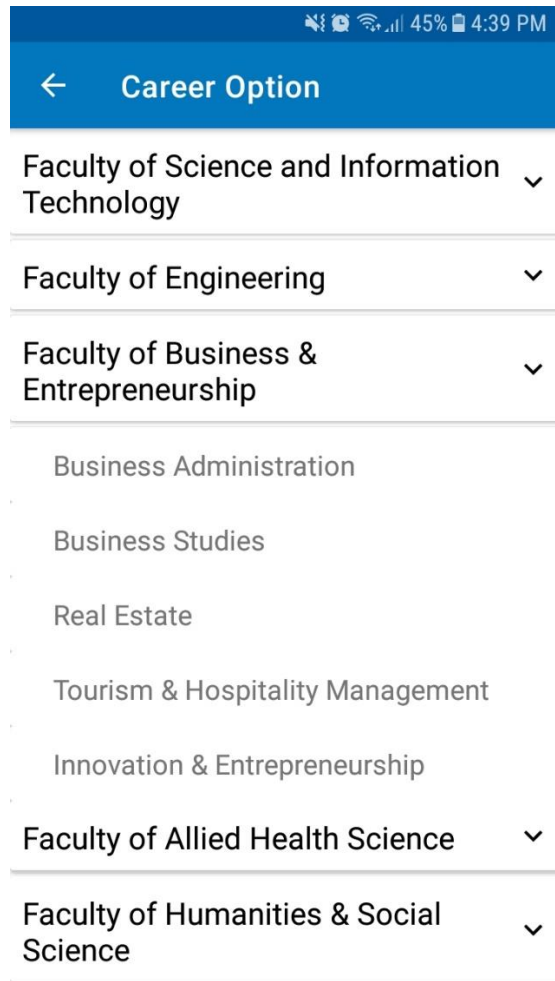 45% 4:39 PM
Career Option
Faculty of Science and Information
Technology
Faculty of Engineering
Faculty of Business &
Entrepreneurship
Business Administration
Business Studies
Real Estate
Tourism & Hospitality Management
Innovation & Entrepreneurship
Faculty of Allied Health Science
Faculty of Humanities & Social
Science